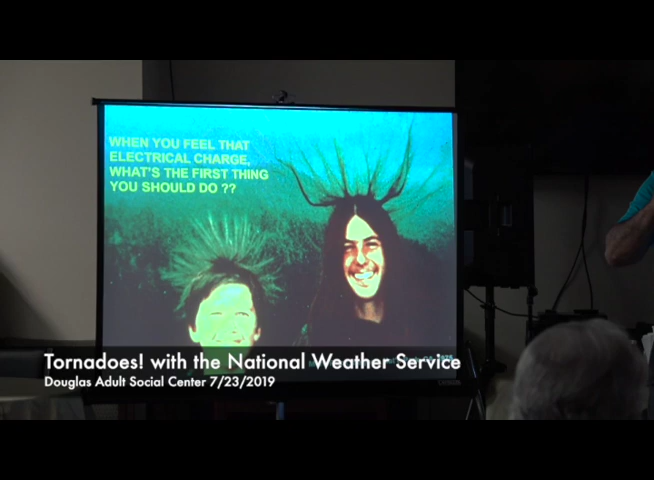 WHEN YOU FEEL THAT
ELECTRICAL CHARGE,
WHAT'S THE FIRST THING
YOU SHOULD DO ??
Tornadoes! with the National Weather Service
Douglas Adult Social Center 7/23/2019